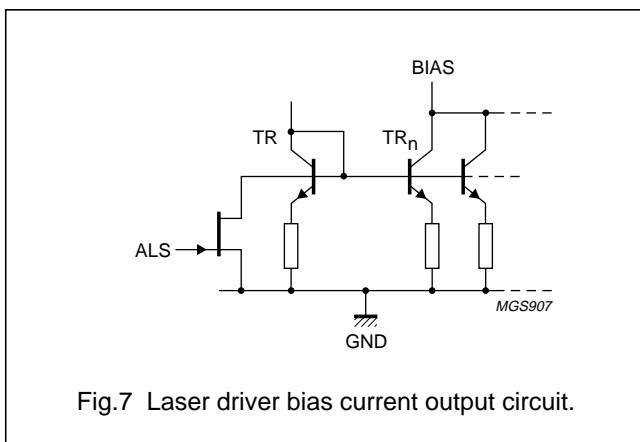 BIAS
TR
TRn
ALS
MGS907
GND
Fig.7 Laser driver bias current output circuit.